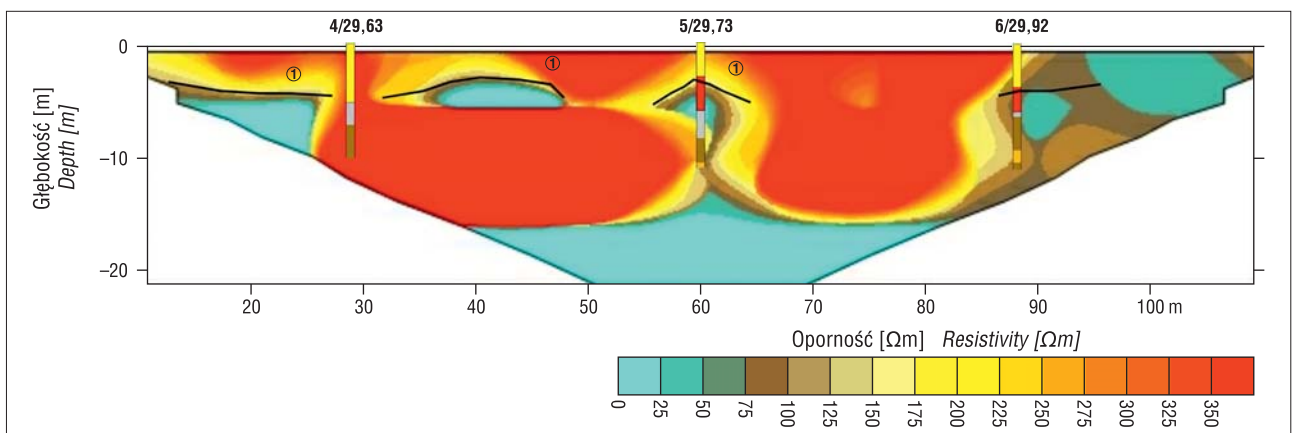 4/29,63 5/29,73 6/29,92
0
① ① ①
Głębokość [m]
Depth [m]
–10
–20
20 30 40 50 60 70 80 90 100 m
Oporność [Ωm] Resistivity [Ωm]
0 25 50 75 100 125 150 175 200 225 250 275 300 325 350